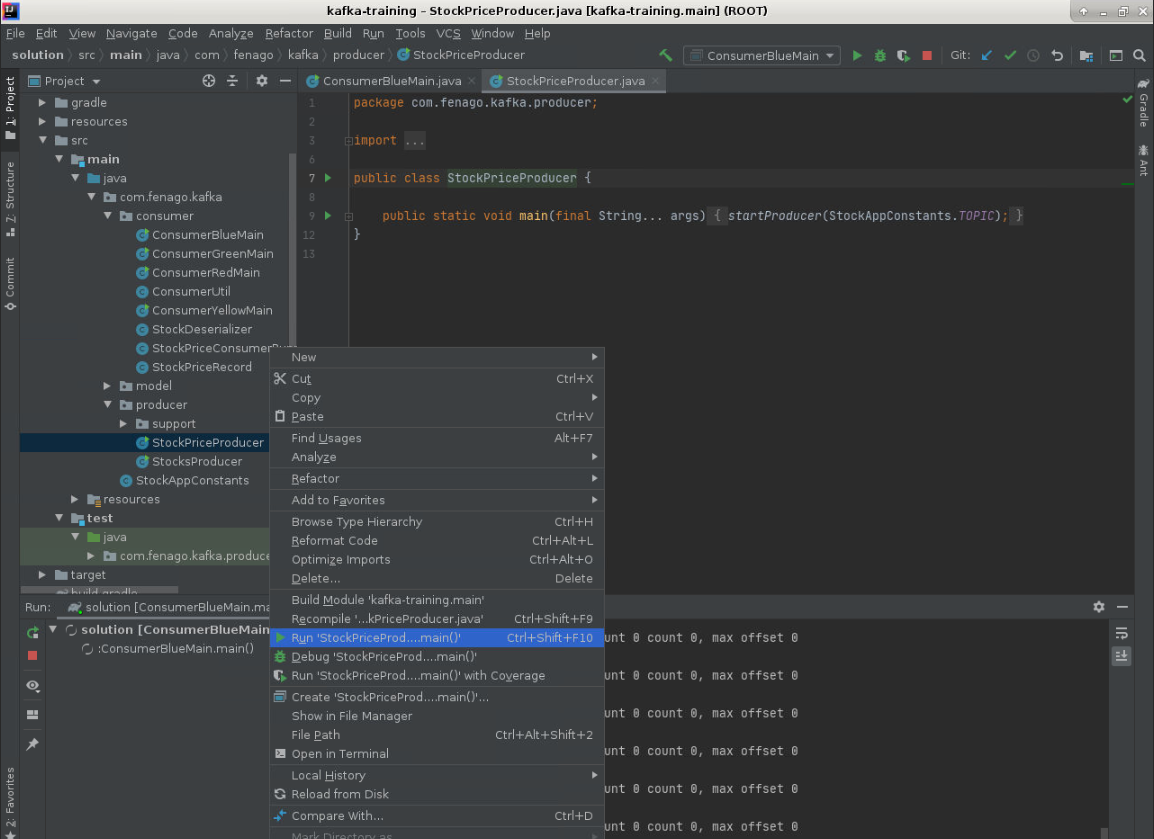 kafka-training – StockPriceProducer.java [kafka-training.main] (ROOT)
File Edit View Navigate Code Analyze Refactor Build Run Tools VCS Window Help
solution src main java com fenago kafka producer StockPriceProducer
ConsumerBlueMain
Git:
1: Project
Z: Structure
Commit
2: Favorites
Project
gradle
resources
src
main
java
com.fenago.kafka
consumer
ConsumerBlueMain
ConsumerGreenMain
ConsumerRedMain
ConsumerUtil
ConsumerYellowMain
StockDeserializer
StockPriceConsumerRun
StockPriceRecord
model
producer
support
StockPriceProducer
StocksProducer
StockAppConstants
resources
test
java
com.fenago.kafka.produce
target
build.gradle
ConsumerBlueMain.java
StockPriceProducer.java
1 package com.fenago.kafka.producer;
2
3 import ...
6
7 public class StockPriceProducer {
8
9 public static void main(final String... args) { startProducer(StockAppConstants.TOPIC); }
12 }
13
Gradle
Ant
New
Cut Ctrl+X
Copy
Paste Ctrl+V
Find Usages Alt+F7
Analyze
Refactor
Add to Favorites
Browse Type Hierarchy Ctrl+H
Reformat Code Ctrl+Alt+L
Optimize Imports Ctrl+Alt+O
Delete... Delete
Build Module 'kafka-training.main'
Recompile '...kPriceProducer.java' Ctrl+Shift+F9
Run 'StockPriceProd....main()' Ctrl+Shift+F10
Debug 'StockPriceProd....main()'
Run 'StockPriceProd....main()' with Coverage
Create 'StockPriceProd....main()'...
Show in File Manager
File Path Ctrl+Alt+Shift+2
Open in Terminal
Local History
Reload from Disk
Compare With... Ctrl+D
Mark Directory as
Run: solution [ConsumerBlueMain.ma
solution [ConsumerBlueMain
:ConsumerBlueMain.main()
unt 0 count 0, max offset 0
unt 0 count 0, max offset 0
unt 0 count 0, max offset 0
unt 0 count 0, max offset 0
unt 0 count 0, max offset 0
unt 0 count 0, max offset 0